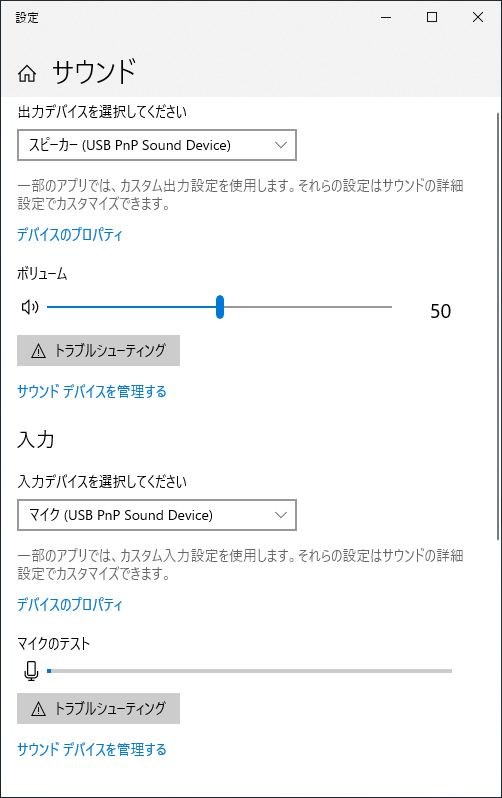 設定
サウンド
出力デバイスを選択してください
スピーカー (USB PnP Sound Device)
一部のアプリでは、カスタム出力設定を使用します。それらの設定はサウンドの詳細
設定でカスタマイズできます。
デバイスのプロパティ
ボリューム
50
トラブルシューティング
サウンド デバイスを管理する
入力
入力デバイスを選択してください
マイク (USB PnP Sound Device)
一部のアプリでは、カスタム入力設定を使用します。それらの設定はサウンドの詳細
設定でカスタマイズできます。
デバイスのプロパティ
マイクのテスト
トラブルシューティング
サウンド デバイスを管理する